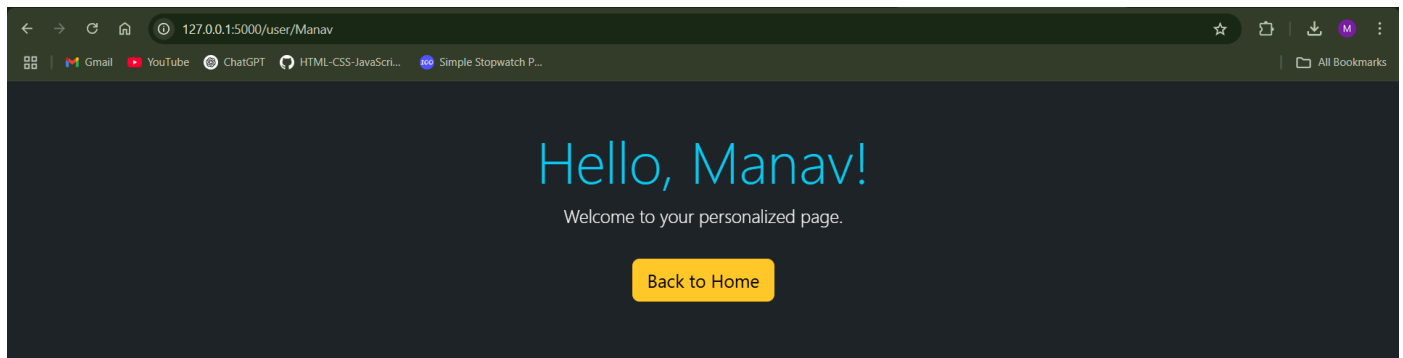 127.0.0.1:5000/user/Manav
M
Gmail YouTube ChatGPT HTML-CSS-JavaScri... Simple Stopwatch P... All Bookmarks
Hello, Manav!
Welcome to your personalized page.
Back to Home